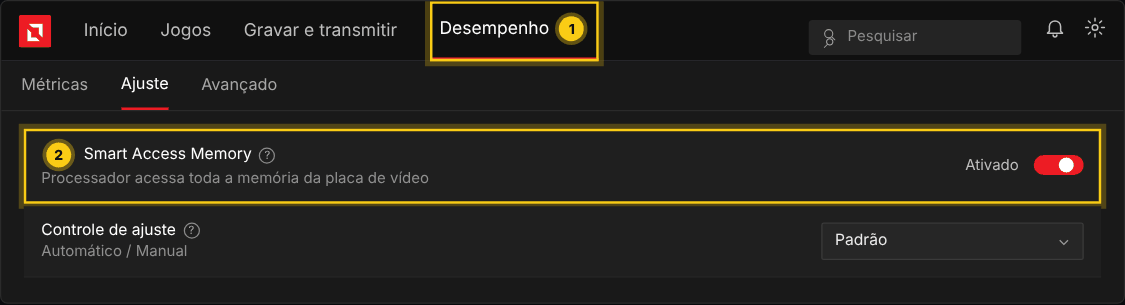 Início Jogos Gravar e transmitir Desempenho 1 Pesquisar
Métricas Ajuste Avançado
2 Smart Access Memory ?
Processador acessa toda a memória da placa de vídeo
Ativado
Controle de ajuste ?
Automático / Manual
Padrão